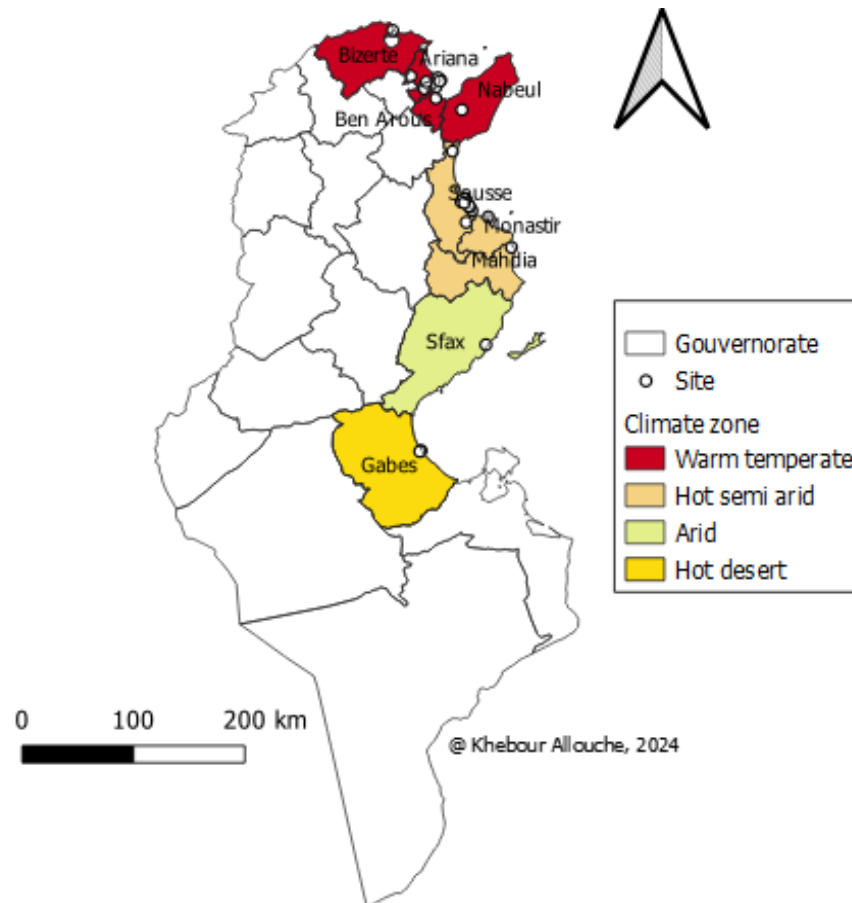 Bizerte
Ariana
Nabeul
Ben Arous
Sousse
Monastir
Mahdia
Sfax
Gabes
Gouvernorate
Site
Climate zone
Warm temperate
Hot semi arid
Arid
Hot desert
0 100 200 km
@ Khebour Allouche, 2024